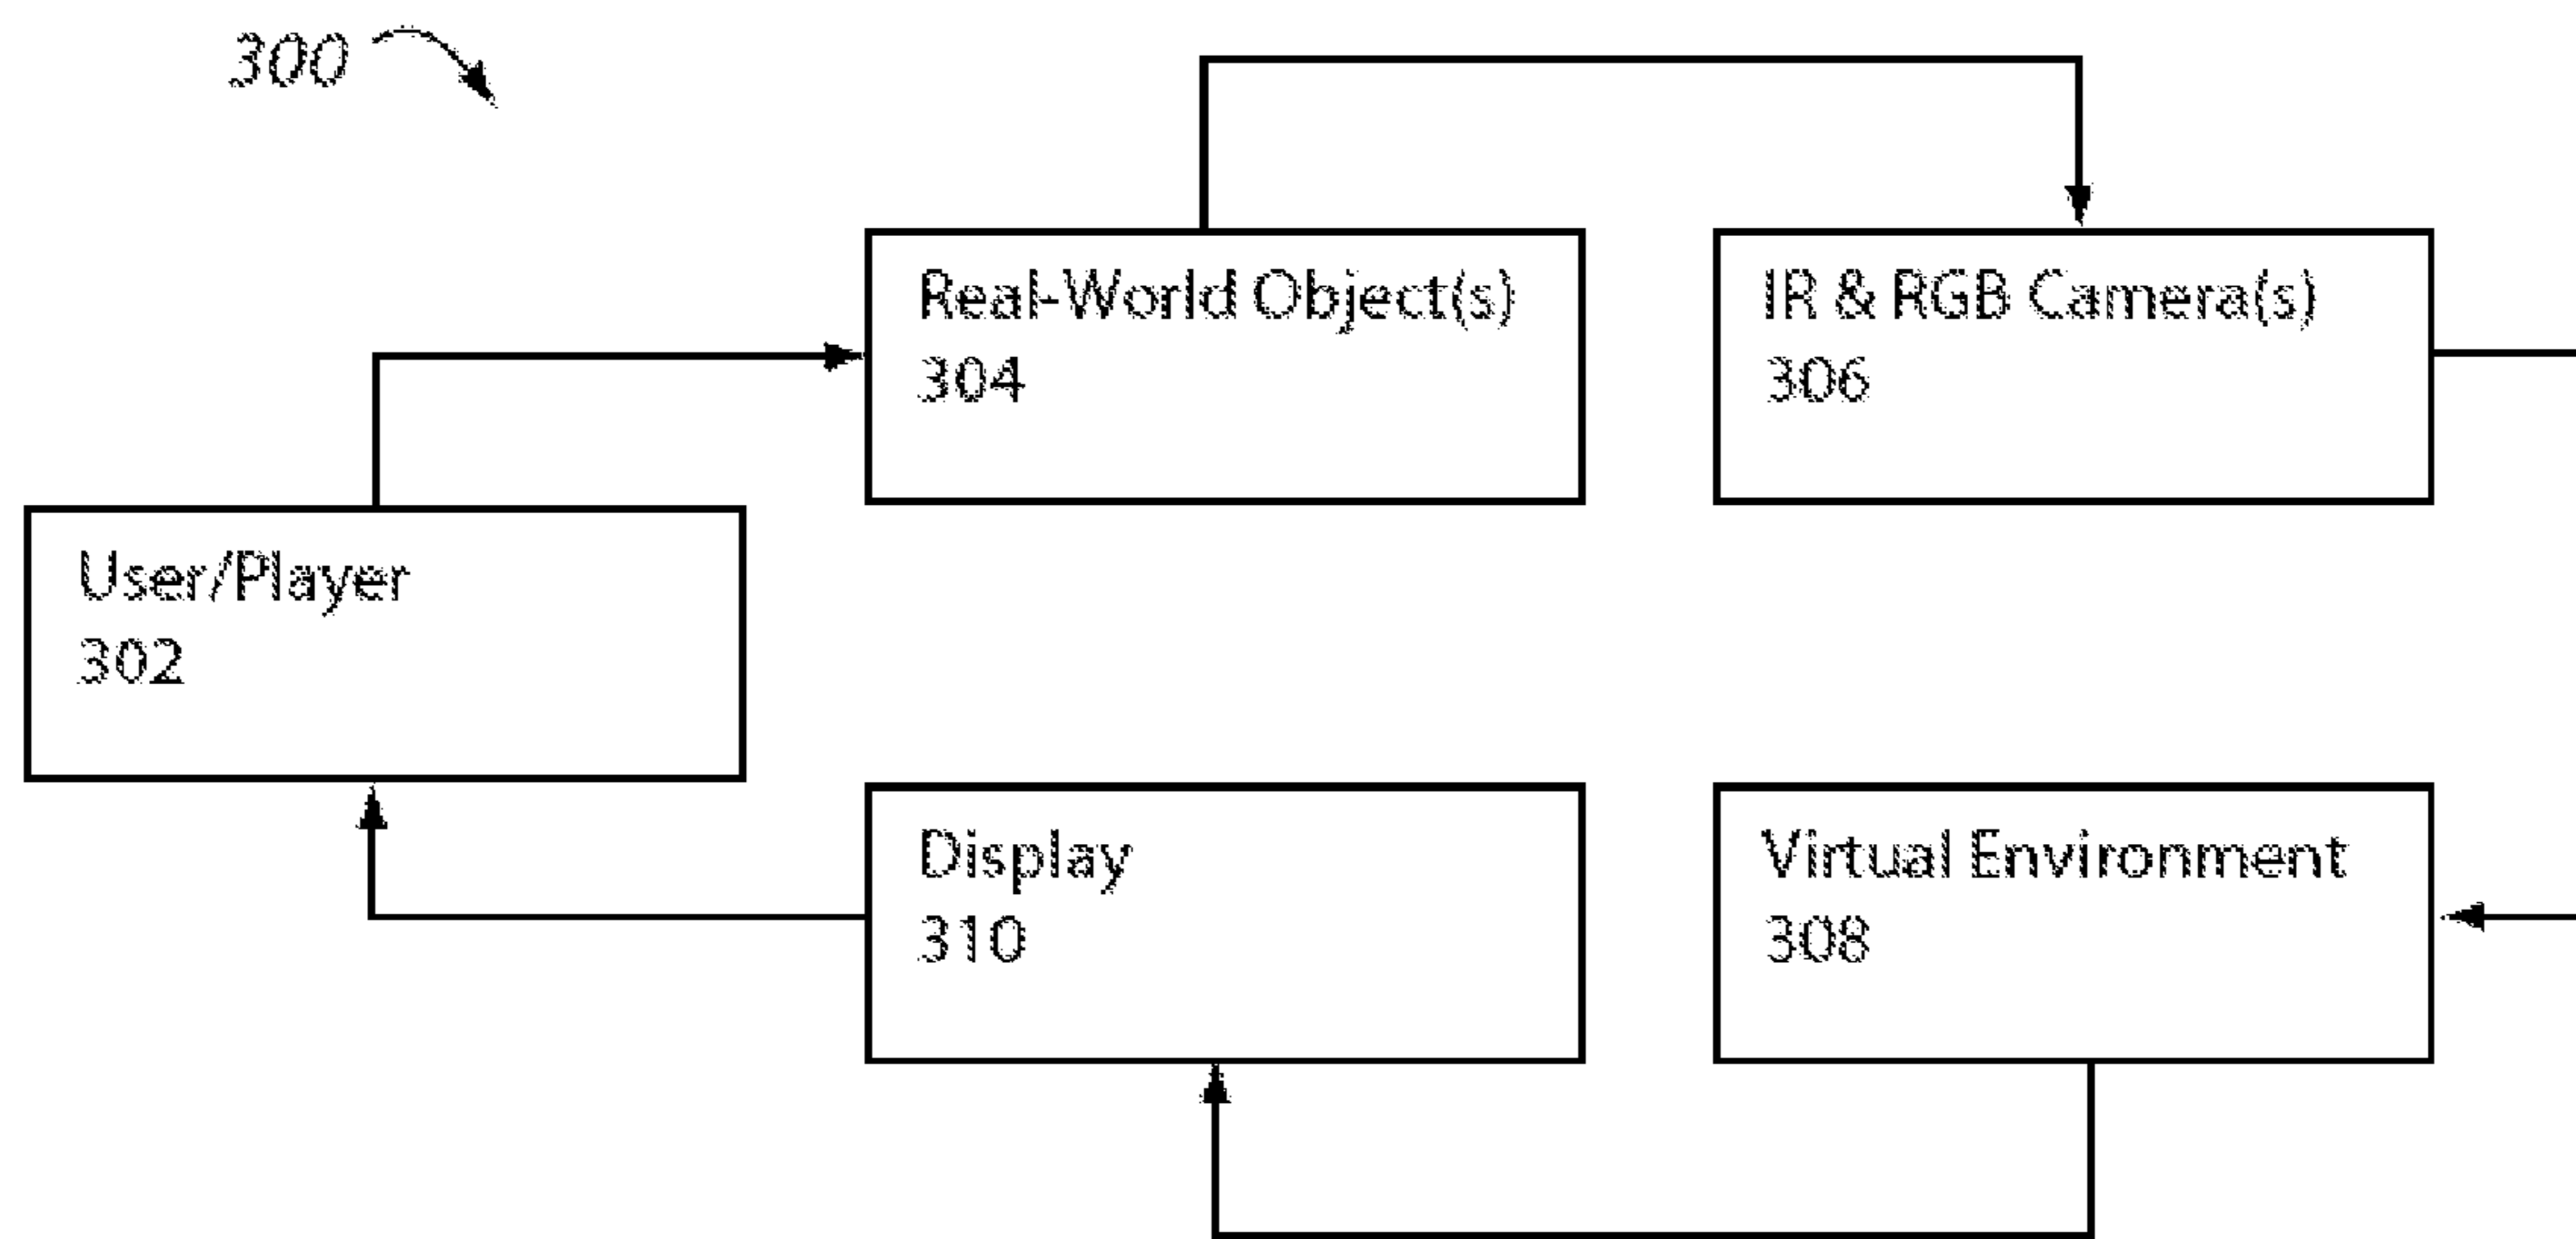 300
Real-World Object(s)
304
IR & RGB Camera(s)
306
User/Player
302
Display
310
Virtual Environment
308